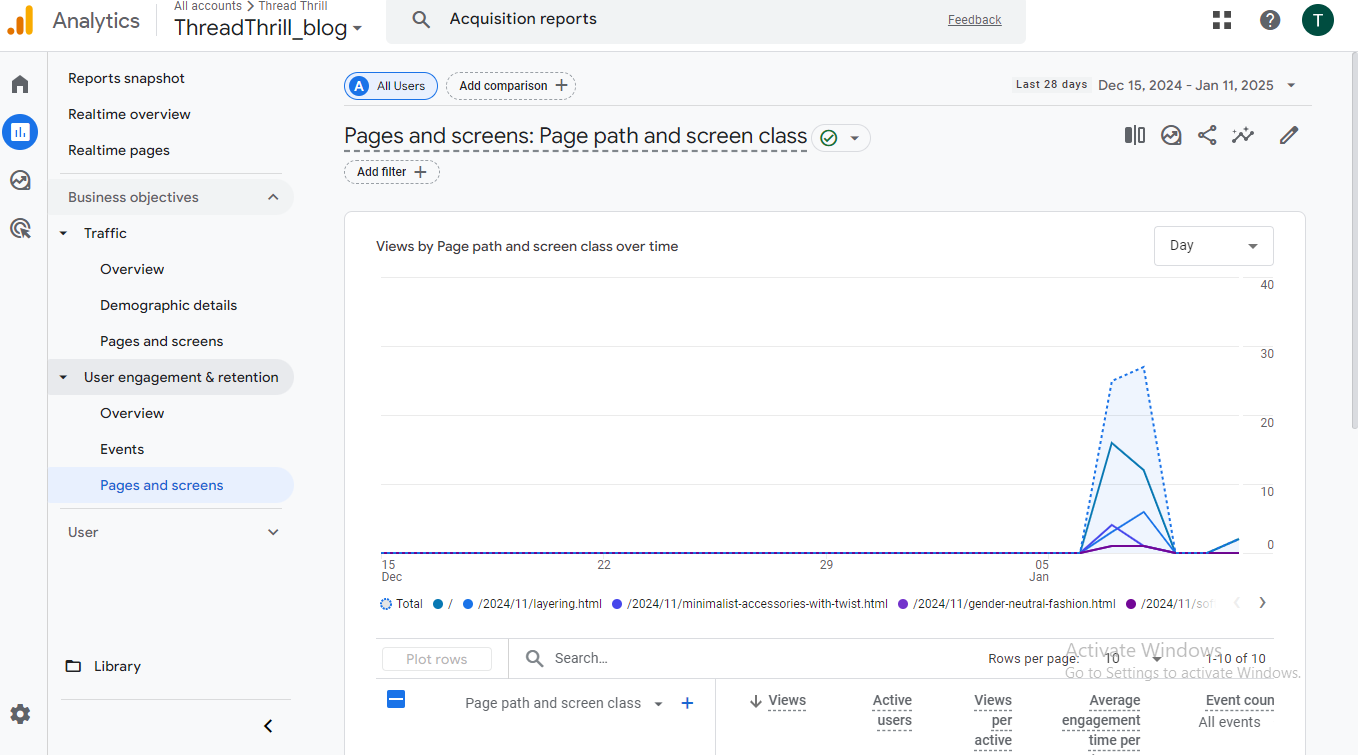 Analytics
All accounts > Thread Thrill
ThreadThrill_blog
Acquisition reports
Feedback
T
Reports snapshot
Realtime overview
Realtime pages
Business objectives
Traffic
Overview
Demographic details
Pages and screens
User engagement & retention
Overview
Events
Pages and screens
User
Library
A All Users
Add comparison +
Last 28 days Dec 15, 2024 - Jan 11, 2025
Pages and screens: Page path and screen class
Add filter +
Views by Page path and screen class over time
Day
40
30
20
10
0
15
Dec
22
29
05
Jan
Total
/
/2024/11/layering.html
/2024/11/minimalist-accessories-with-twist.html
/2024/11/gender-neutral-fashion.html
/2024/11/sof
Plot rows
Search...
Rows per page: 10
1-10 of 10
Activate Windows
Go to Settings to activate Windows.
Page path and screen class
+
Views
Active
users
Views
per
active
Average
engagement
time per
Event coun
All events